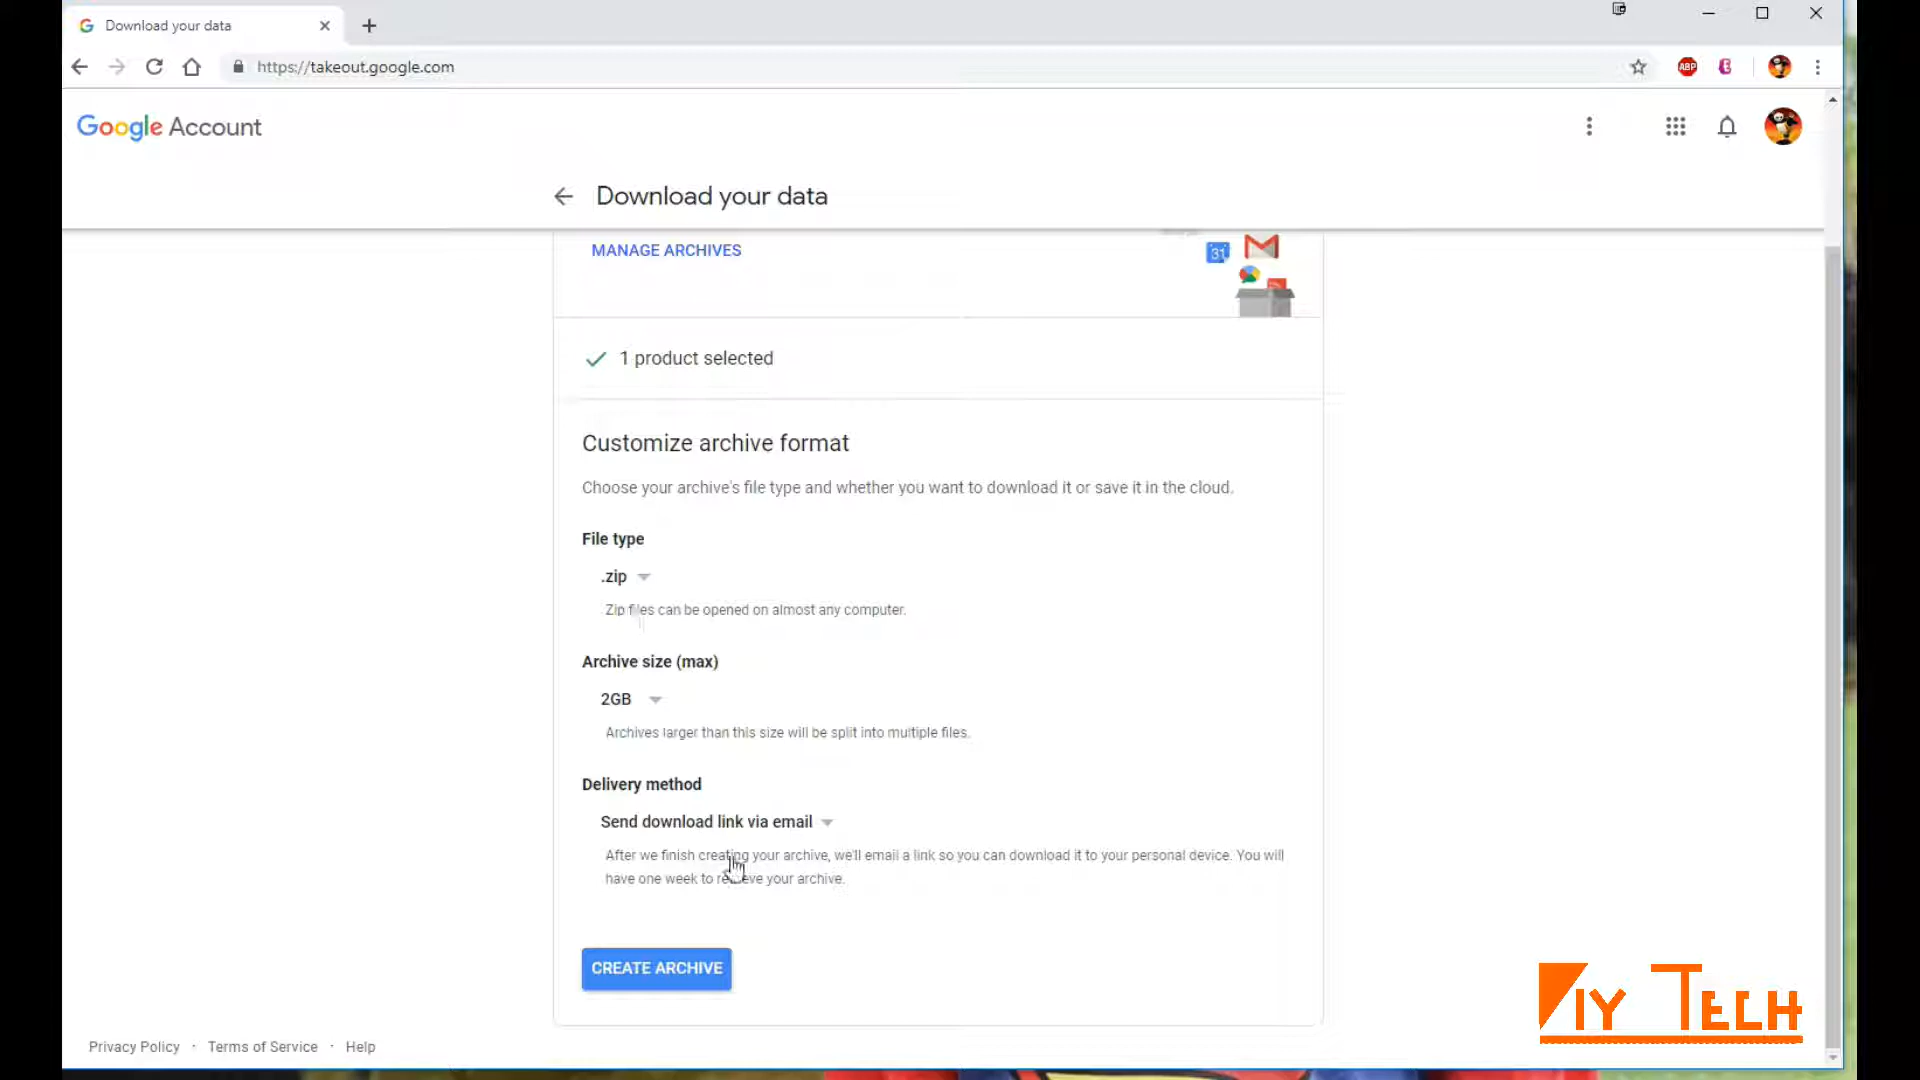 Download your data
https://takeout.google.com
ABP
Google Account
Download your data
MANAGE ARCHIVES
31
1 product selected
Customize archive format
Choose your archive's file type and whether you want to download it or save it in the cloud.
File type
.zip
Zip files can be opened on almost any computer.
Archive size (max)
2GB
Archives larger than this size will be split into multiple files.
Delivery method
Send download link via email
After we finish creating your archive, we'll email a link so you can download it to your personal device. You will
have one week to retrieve your archive.
CREATE ARCHIVE
DIY TECH
Privacy Policy · Terms of Service · Help